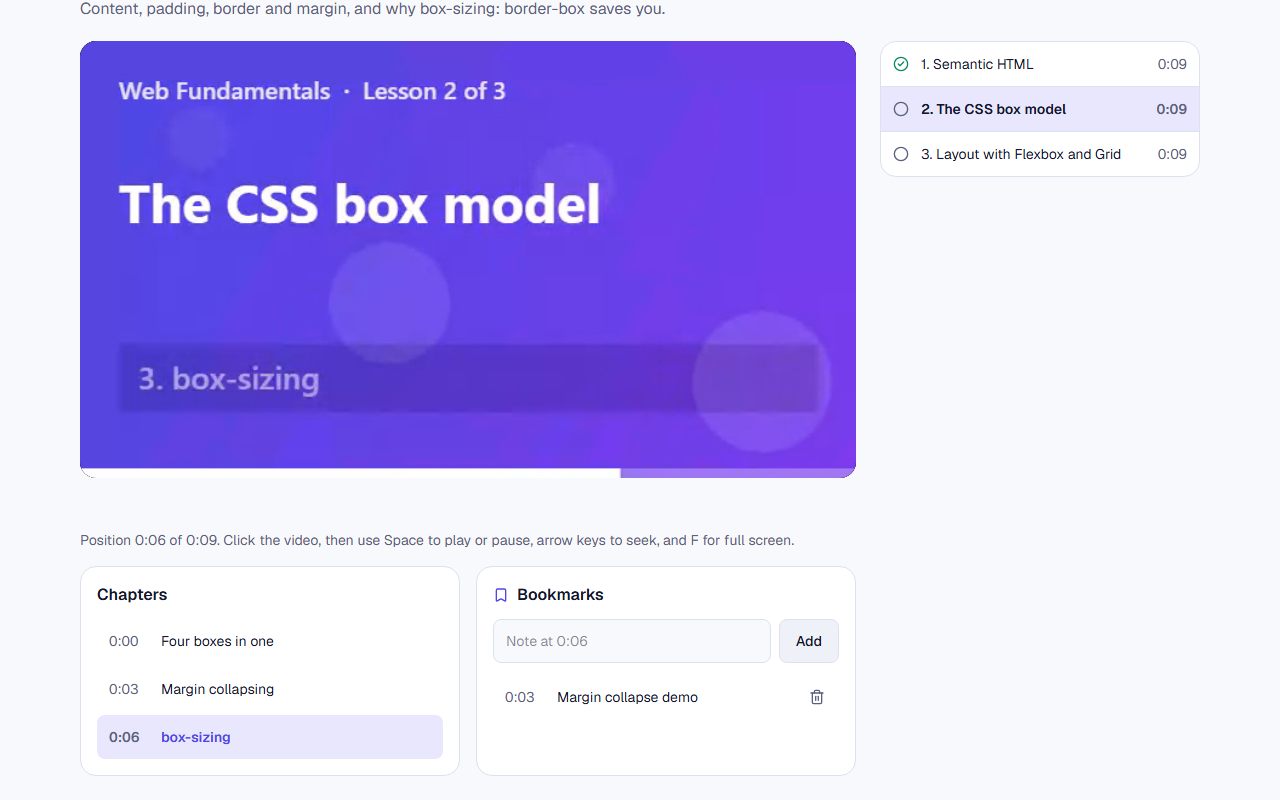 Content, padding, border and margin, and why box-sizing: border-box saves you.
Web Fundamentals · Lesson 2 of 3
The CSS box model
3. box-sizing
1. Semantic HTML 0:09
2. The CSS box model 0:09
3. Layout with Flexbox and Grid 0:09
Position 0:06 of 0:09. Click the video, then use Space to play or pause, arrow keys to seek, and F for full screen.
Chapters
0:00 Four boxes in one
0:03 Margin collapsing
0:06 box-sizing
Bookmarks
Note at 0:06 Add
0:03 Margin collapse demo